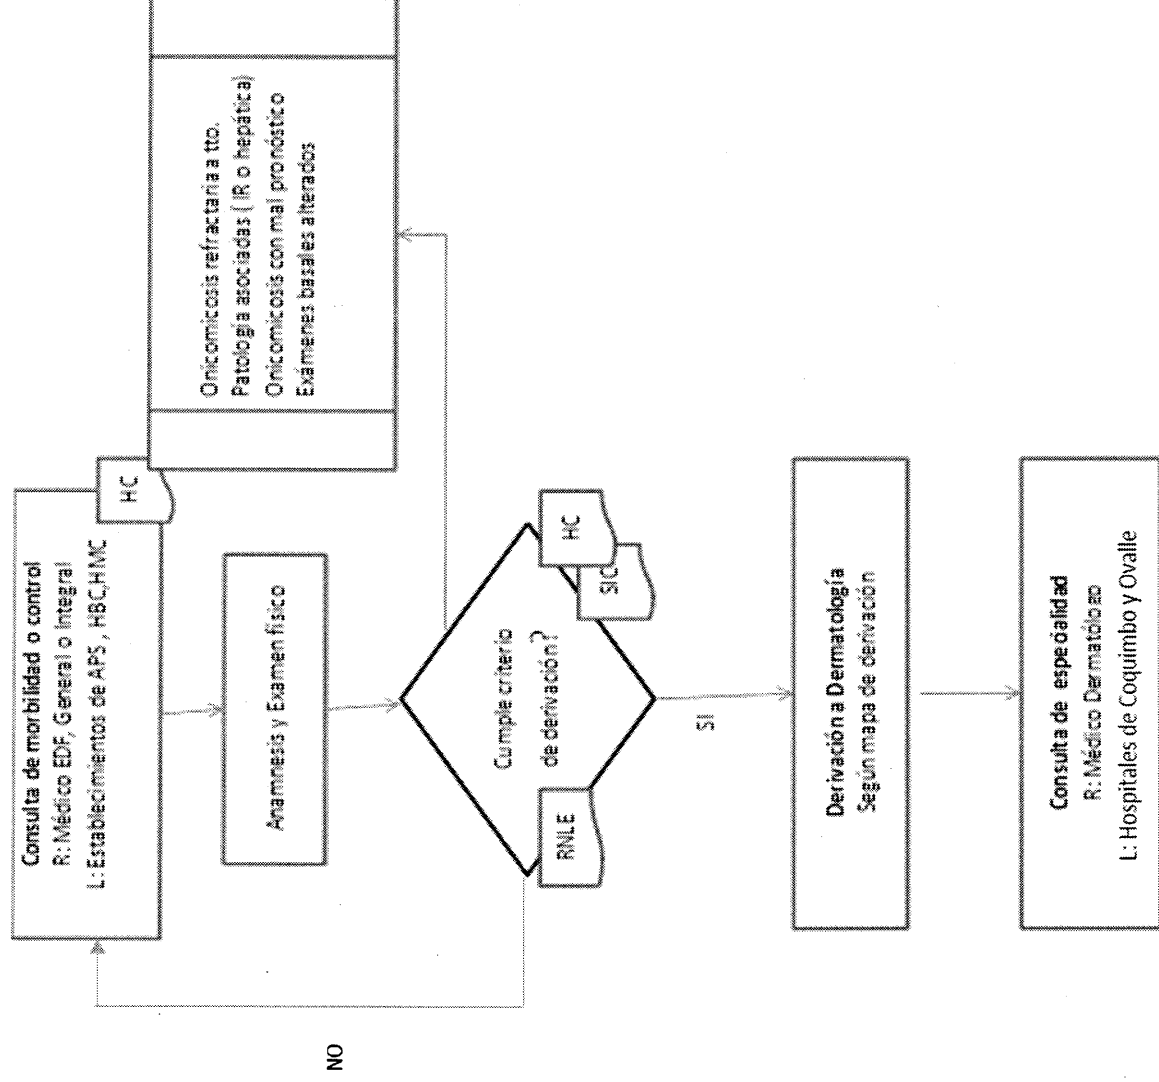 Consulta de morbilidad o control
R: Médico EDF, General o Integral
L: Establecimientos de APS, HBC,HMC
HC
Anamnesis y Examen físico
Cumple criterio
de derivación?
RNLE
HC
SIC
Onicomicosis refractaria a tto.
Patología asociadas ( IR o hepática)
Onicomicosis con mal pronóstico
Exámenes basales alterados
NO
SI
Derivación a Dermatología
Según mapa de derivación
Consulta de especialidad
R: Médico Dermatólogo
L: Hospitales de Coquimbo y Ovalle